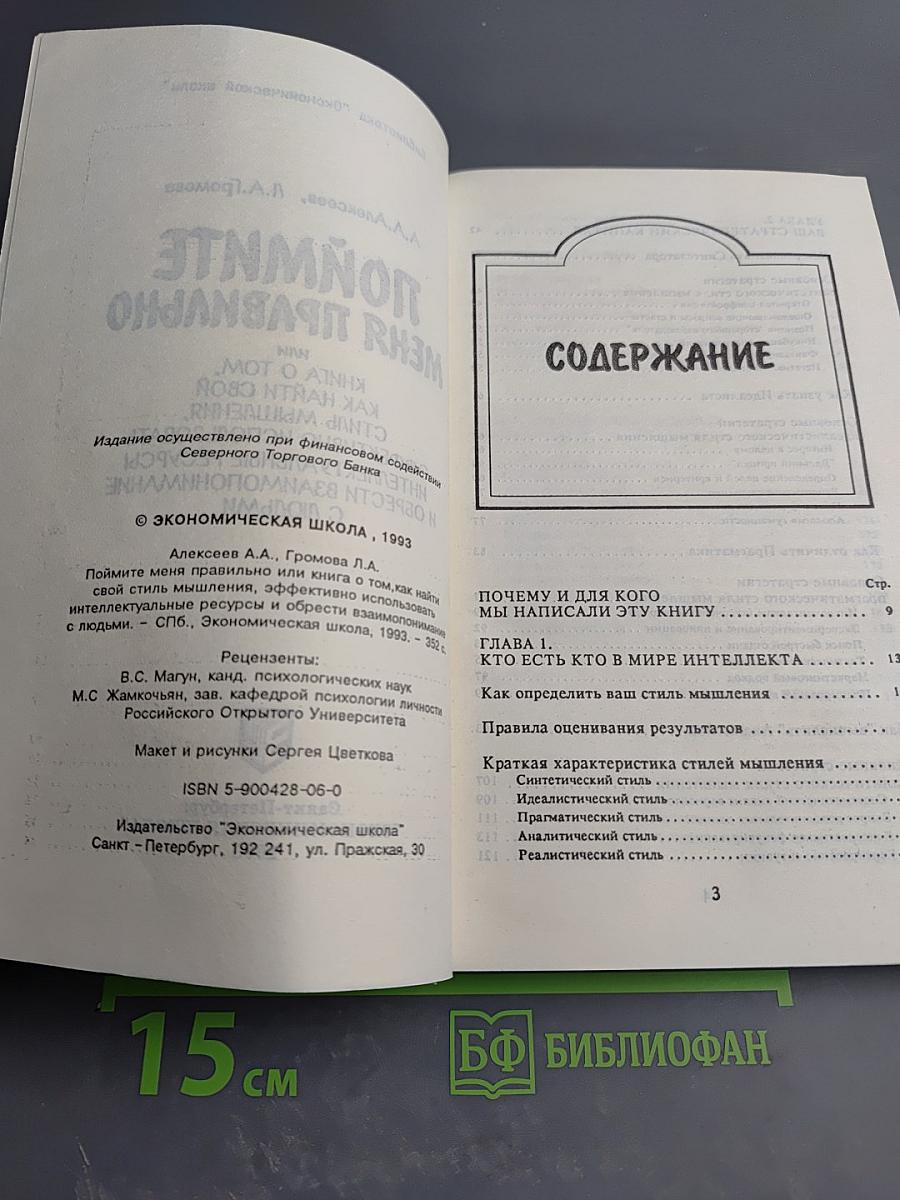 Издание осуществлено при финансовом содействии
Северного Торгового Банка
© ЭКОНОМИЧЕСКАЯ ШКОЛА , 1993
Алексеев А.А., Громова Л.А.
Поймите меня правильно или книга о том,как найти
свой стиль мышления, эффективно использовать
интеллектуальные ресурсы и обрести взаимопонимание
с людьми. – СПб., Экономическая школа, 1993. – 352 с.
Рецензенты:
В.С. Магун, канд. психологических наук
М.С Жамкочьян, зав. кафедрой психологии личности
Российского Открытого Университета
Макет и рисунки Сергея Цветкова
ISBN 5-900428-06-0
Издательство "Экономическая школа"
Санкт-Петербург, 192 241, ул. Пражская, 30
СОДЕРЖАНИЕ
Стр.
ПОЧЕМУ И ДЛЯ КОГО
МЫ НАПИСАЛИ ЭТУ КНИГУ .................. 9
ГЛАВА 1.
КТО ЕСТЬ КТО В МИРЕ ИНТЕЛЛЕКТА ........ 13
Как определить ваш стиль мышления ............ 1
Правила оценивания результатов ................
Краткая характеристика стилей мышления .......
Синтетический стиль ..............................
Идеалистический стиль ............................
Прагматический стиль .............................
Аналитический стиль ..............................
Реалистический стиль .............................
3
15 см
БФ БИБЛИОФАН